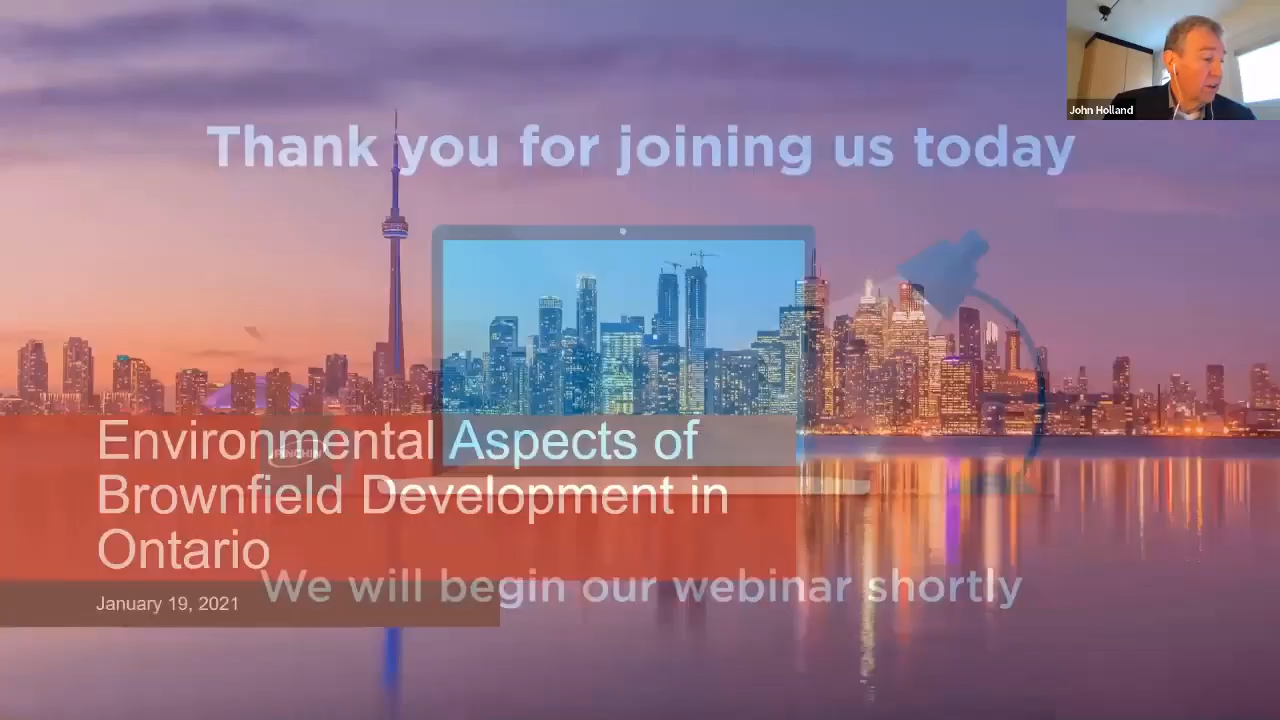 John Holland
Thank you for joining us today
PINCHIN
Environmental Aspects of
Brownfield Development in
Ontario
January 19, 2021
We will begin our webinar shortly